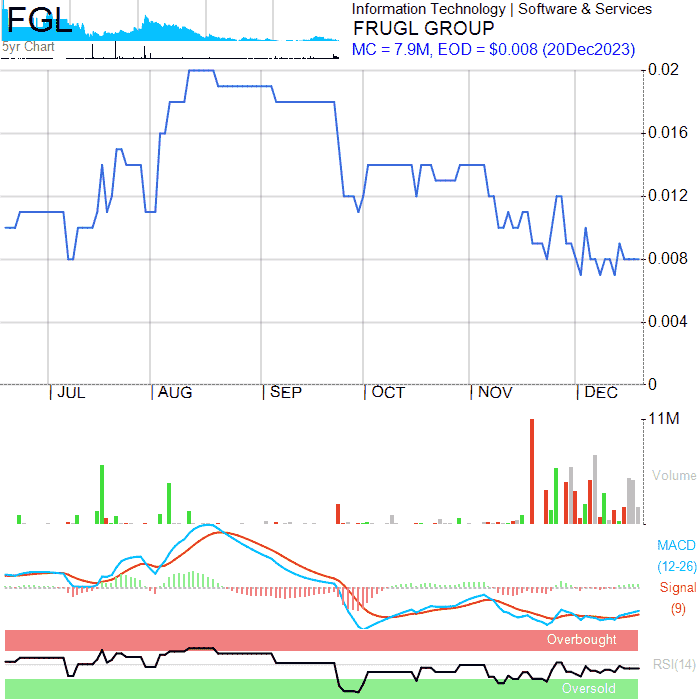 FGL
5yr Chart
Information Technology | Software & Services
FRUGL GROUP
MC = 7.9M, EOD = $0.008 (20Dec2023)
0.02
0.016
0.012
0.008
0.004
0
JUL AUG SEP OCT NOV DEC
11M
Volume
MACD
(12-26)
Signal
(9)
Overbought
RSI(14)
Oversold